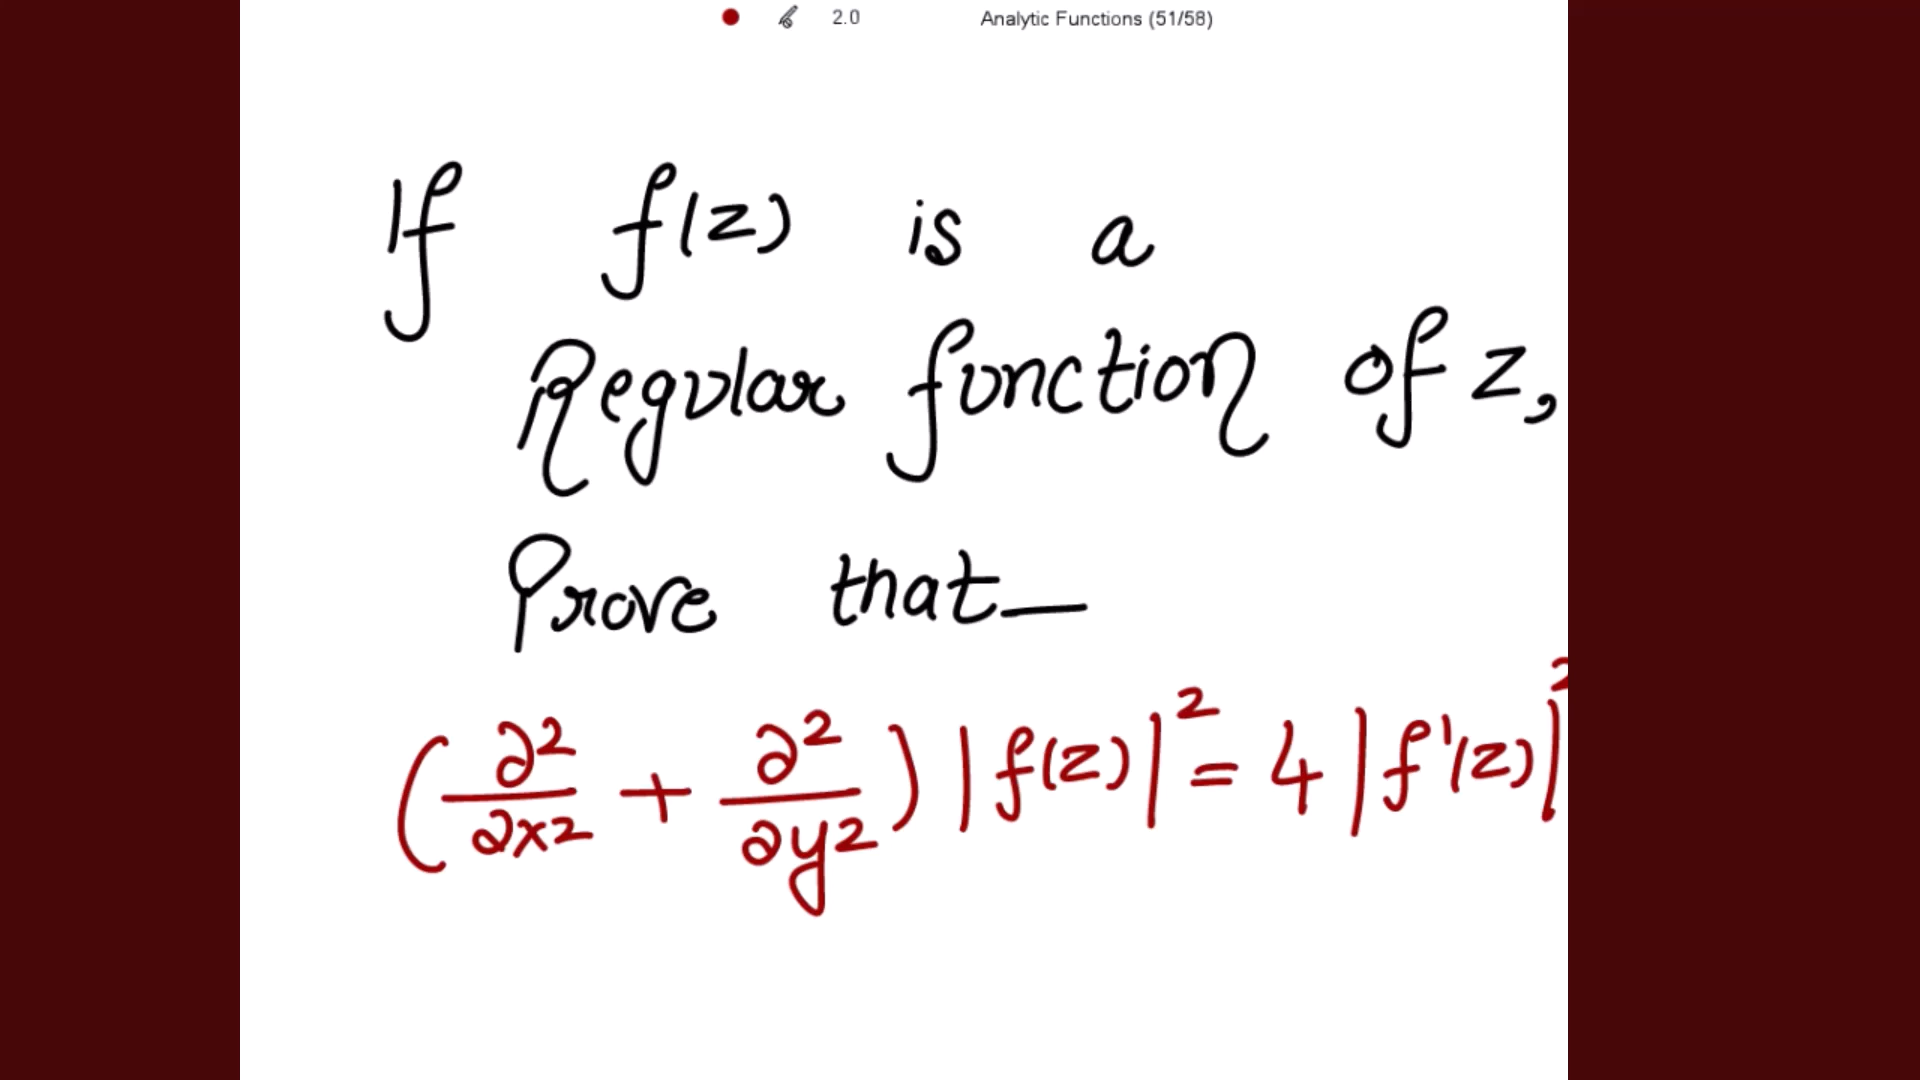 2.0 Analytic Functions (51/58)
If f(z) is a
Regular function of z,
Prove that—
(∂²/∂x² + ∂²/∂y²) |f(z)|² = 4 |f'(z)|²